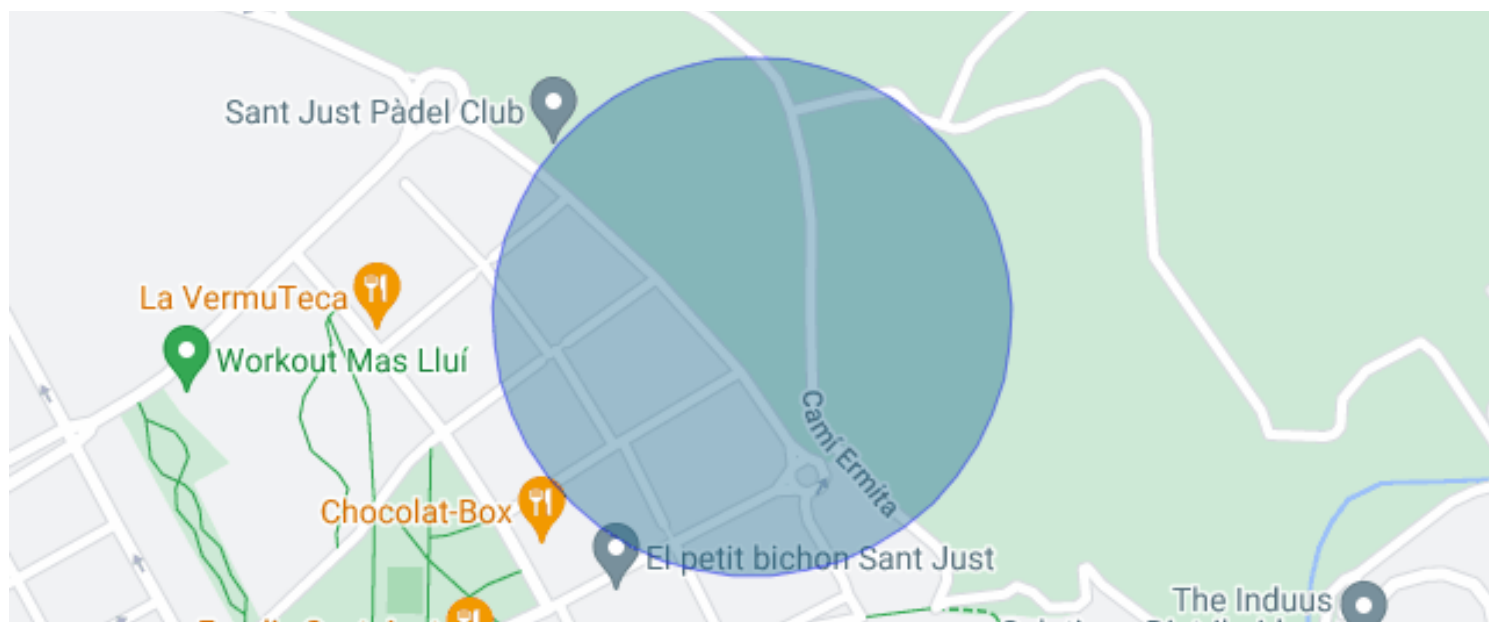 Sant Just Pàdel Club
La VermuTeca
Workout Mas Lluí
Camí Ermita
Chocolat-Box
El petit bichon Sant Just
The Induus